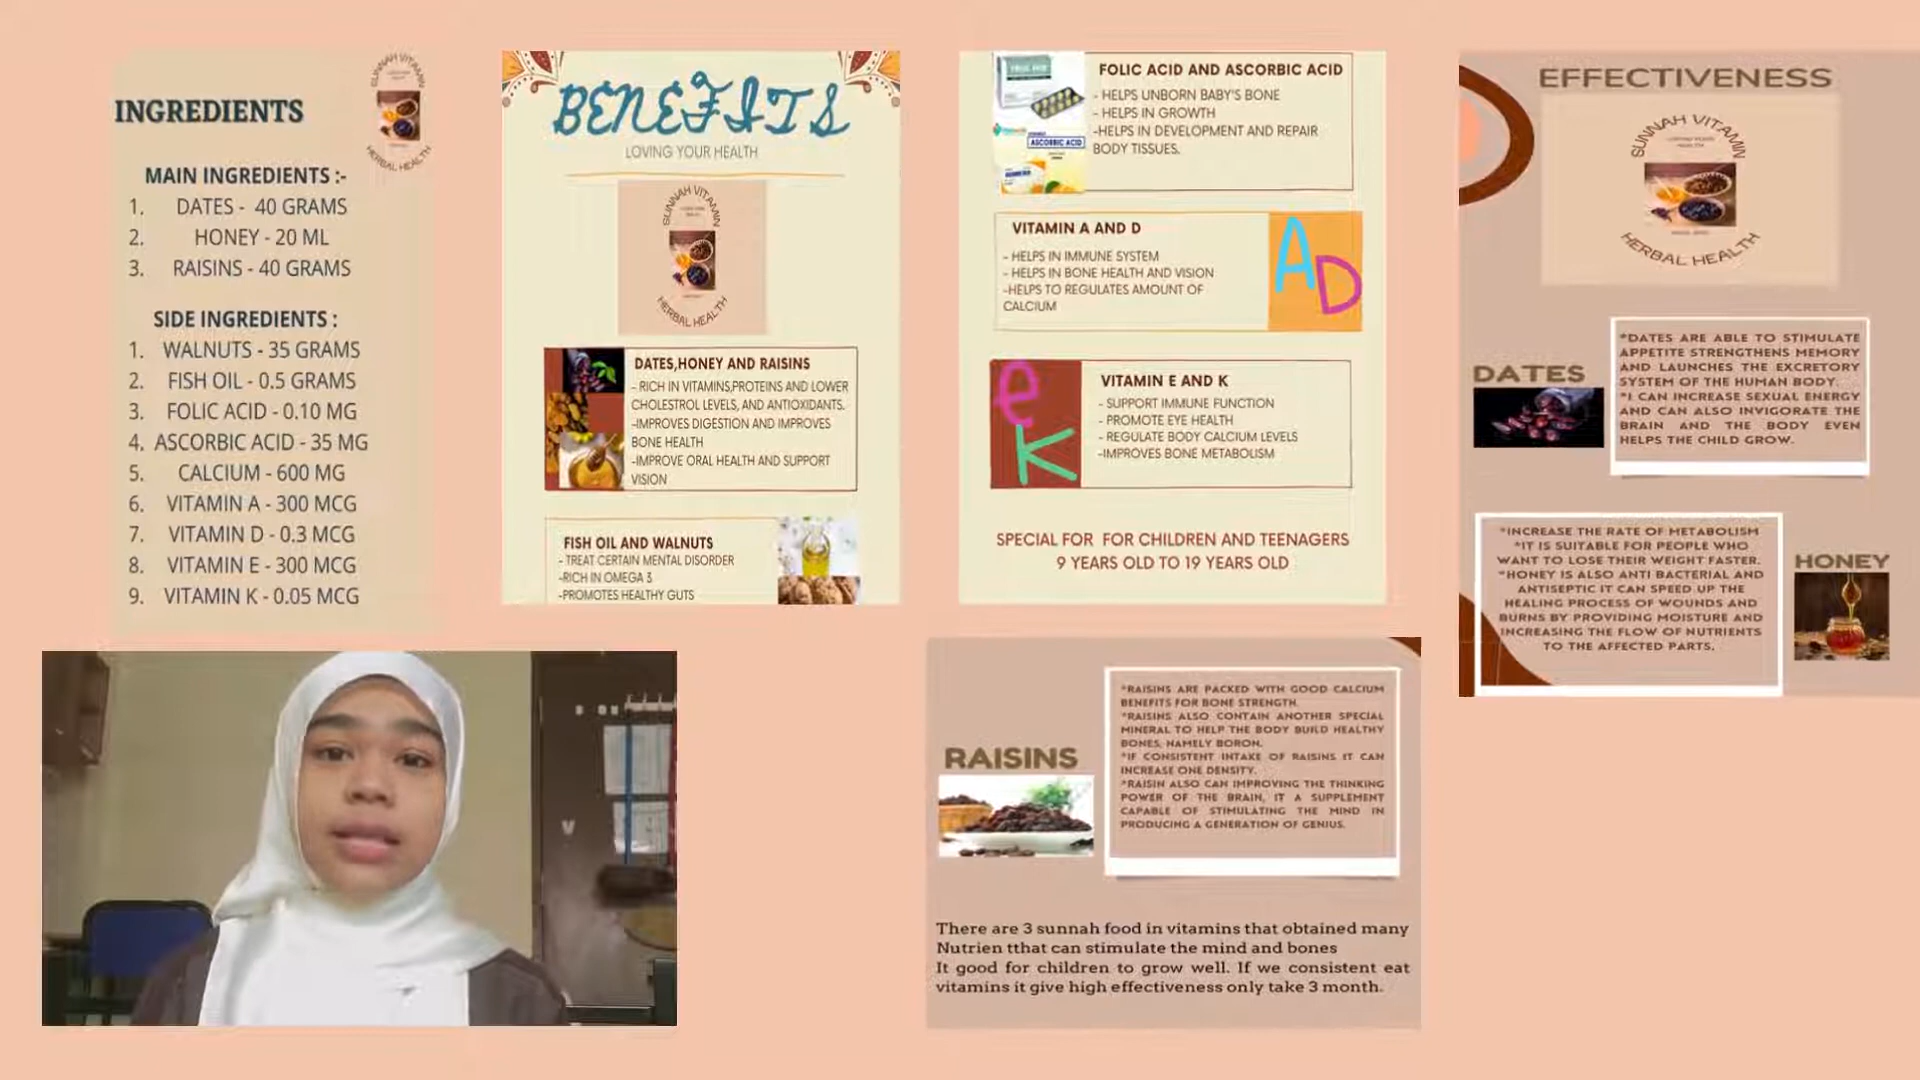 INGREDIENTS
SUNNAH VITAMIN
HERBAL HEALTH
MAIN INGREDIENTS :-
1. DATES - 40 GRAMS
2. HONEY - 20 ML
3. RAISINS - 40 GRAMS
SIDE INGREDIENTS :
1. WALNUTS - 35 GRAMS
2. FISH OIL - 0.5 GRAMS
3. FOLIC ACID - 0.10 MG
4. ASCORBIC ACID - 35 MG
5. CALCIUM - 600 MG
6. VITAMIN A - 300 MCG
7. VITAMIN D - 0.3 MCG
8. VITAMIN E - 300 MCG
9. VITAMIN K - 0.05 MCG
BENEFITS
LOVING YOUR HEALTH
SUNNAH VITAMIN
HERBAL HEALTH
DATES,HONEY AND RAISINS
- RICH IN VITAMINS,PROTEINS AND LOWER
CHOLESTROL LEVELS, AND ANTIOXIDANTS.
-IMPROVES DIGESTION AND IMPROVES
BONE HEALTH
-IMPROVE ORAL HEALTH AND SUPPORT
VISION
FISH OIL AND WALNUTS
- TREAT CERTAIN MENTAL DISORDER
-RICH IN OMEGA 3
-PROMOTES HEALTHY GUTS
FOLIC ACID AND ASCORBIC ACID
- HELPS UNBORN BABY'S BONE
- HELPS IN GROWTH
-HELPS IN DEVELOPMENT AND REPAIR
BODY TISSUES.
ASCORBIC ACID
VITAMIN A AND D
- HELPS IN IMMUNE SYSTEM
- HELPS IN BONE HEALTH AND VISION
-HELPS TO REGULATES AMOUNT OF
CALCIUM
A
D
e
K
VITAMIN E AND K
- SUPPORT IMMUNE FUNCTION
- PROMOTE EYE HEALTH
- REGULATE BODY CALCIUM LEVELS
-IMPROVES BONE METABOLISM
SPECIAL FOR FOR CHILDREN AND TEENAGERS
9 YEARS OLD TO 19 YEARS OLD
EFFECTIVENESS
SUNNAH VITAMIN
HERBAL HEALTH
DATES
*DATES ARE ABLE TO STIMULATE
APPETITE STRENGTHENS MEMORY
AND LAUNCHES THE EXCRETORY
SYSTEM OF THE HUMAN BODY.
*I CAN INCREASE SEXUAL ENERGY
AND CAN ALSO INVIGORATE THE
BRAIN AND THE BODY EVEN
HELPS THE CHILD GROW.
*INCREASE THE RATE OF METABOLISM
*IT IS SUITABLE FOR PEOPLE WHO
WANT TO LOSE THEIR WEIGHT FASTER.
*HONEY IS ALSO ANTI BACTERIAL AND
ANTISEPTIC IT CAN SPEED UP THE
HEALING PROCESS OF WOUNDS AND
BURNS BY PROVIDING MOISTURE AND
INCREASING THE FLOW OF NUTRIENTS
TO THE AFFECTED PARTS.
HONEY
RAISINS
*RAISINS ARE PACKED WITH GOOD CALCIUM
BENEFITS FOR BONE STRENGTH.
*RAISINS ALSO CONTAIN ANOTHER SPECIAL
MINERAL TO HELP THE BODY BUILD HEALTHY
BONES, NAMELY BORON.
*IF CONSISTENT INTAKE OF RAISINS IT CAN
INCREASE ONE DENSITY.
*RAISIN ALSO CAN IMPROVING THE THINKING
POWER OF THE BRAIN, IT A SUPPLEMENT
CAPABLE OF STIMULATING THE MIND IN
PRODUCING A GENERATION OF GENIUS.
There are 3 sunnah food in vitamins that obtained many
Nutrien tthat can stimulate the mind and bones
It good for children to grow well. If we consistent eat
vitamins it give high effectiveness only take 3 month.